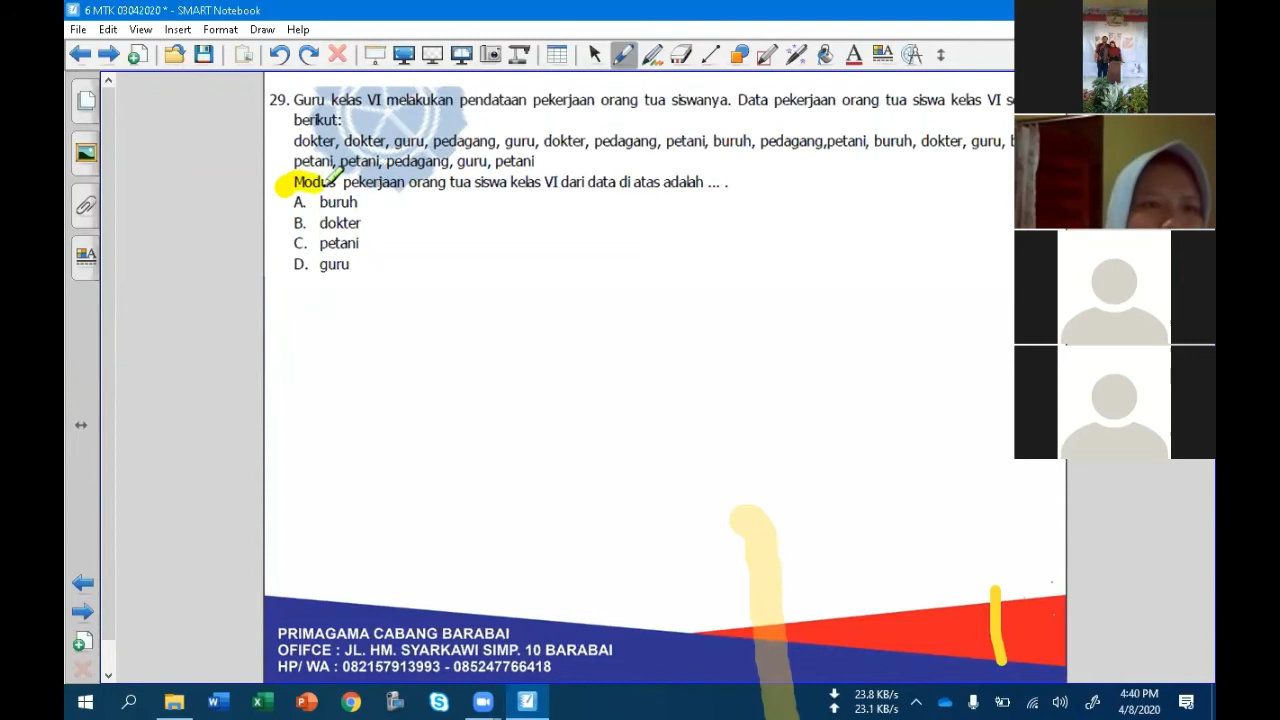 6 MTK 03042020 * - SMART Notebook
File Edit View Insert Format Draw Help
29. Guru kelas VI melakukan pendataan pekerjaan orang tua siswanya. Data pekerjaan orang tua siswa kelas VI
berikut:
dokter, dokter, guru, pedagang, guru, dokter, pedagang, petani, buruh, pedagang,petani, buruh, dokter, guru,
petani, petani, pedagang, guru, petani
Modus pekerjaan orang tua siswa kelas VI dari data di atas adalah ... .
A. buruh
B. dokter
C. petani
D. guru
PRIMAGAMA CABANG BARABAI
OFIFCE : JL. HM. SYARKAWI SIMP. 10 BARABAI
HP/ WA : 082157913993 - 085247766418
23.8 KB/s
23.1 KB/s
4:40 PM
4/8/2020